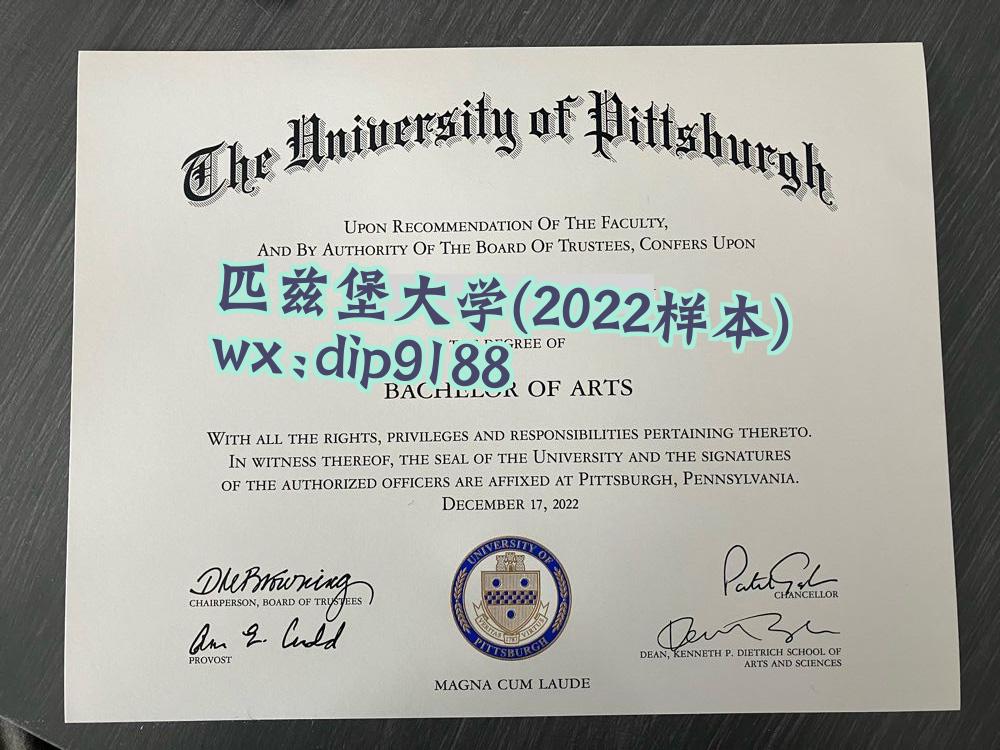 The University of Pittsburgh
UPON RECOMMENDATION OF THE FACULTY,
AND BY AUTHORITY OF THE BOARD OF TRUSTEES, CONFERS UPON
匹兹堡大学(2022样本)
DEGREE OF
wx:dip9188
BACHELOR OF ARTS
WITH ALL THE RIGHTS, PRIVILEGES AND RESPONSIBILITIES PERTAINING THERETO.
IN WITNESS THEREOF, THE SEAL OF THE UNIVERSITY AND THE SIGNATURES
OF THE AUTHORIZED OFFICERS ARE AFFIXED AT PITTSBURGH, PENNSYLVANIA.
DECEMBER 17, 2022
CHAIRPERSON, BOARD OF TRUSTEES
PROVOST
UNIVERSITY OF
VERITAS 1787 VIRTUS
PITTSBURGH
CHANCELLOR
DEAN, KENNETH P. DIETRICH SCHOOL OF
ARTS AND SCIENCES
MAGNA CUM LAUDE